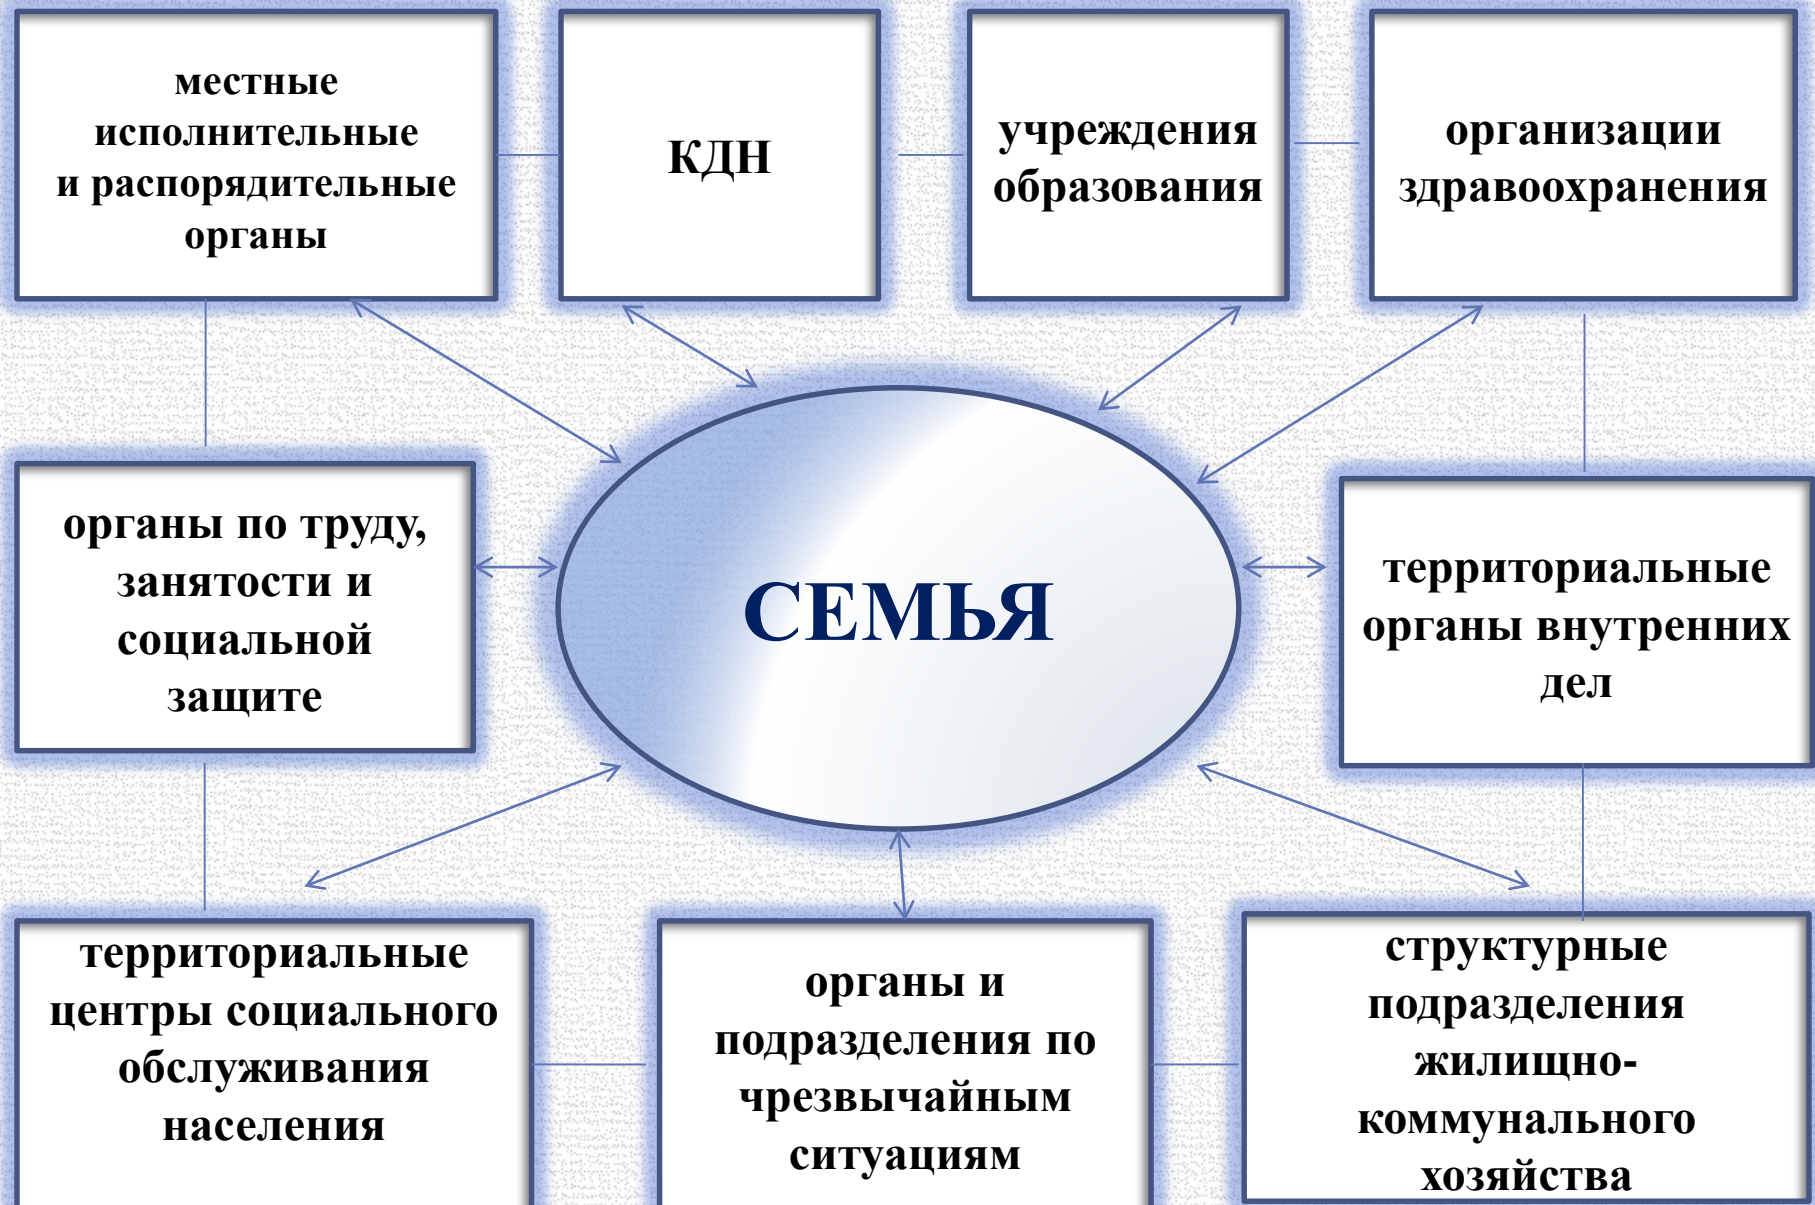 местные
исполнительные
и распорядительные
органы
КДН
учреждения
образования
организации
здравоохранения
органы по труду,
занятости и
социальной
защите
СЕМЬЯ
территориальные
органы внутренних
дел
территориальные
центры социального
обслуживания
населения
органы и
подразделения по
чрезвычайным
ситуациям
структурные
подразделения
жилищно-
коммунального
хозяйства